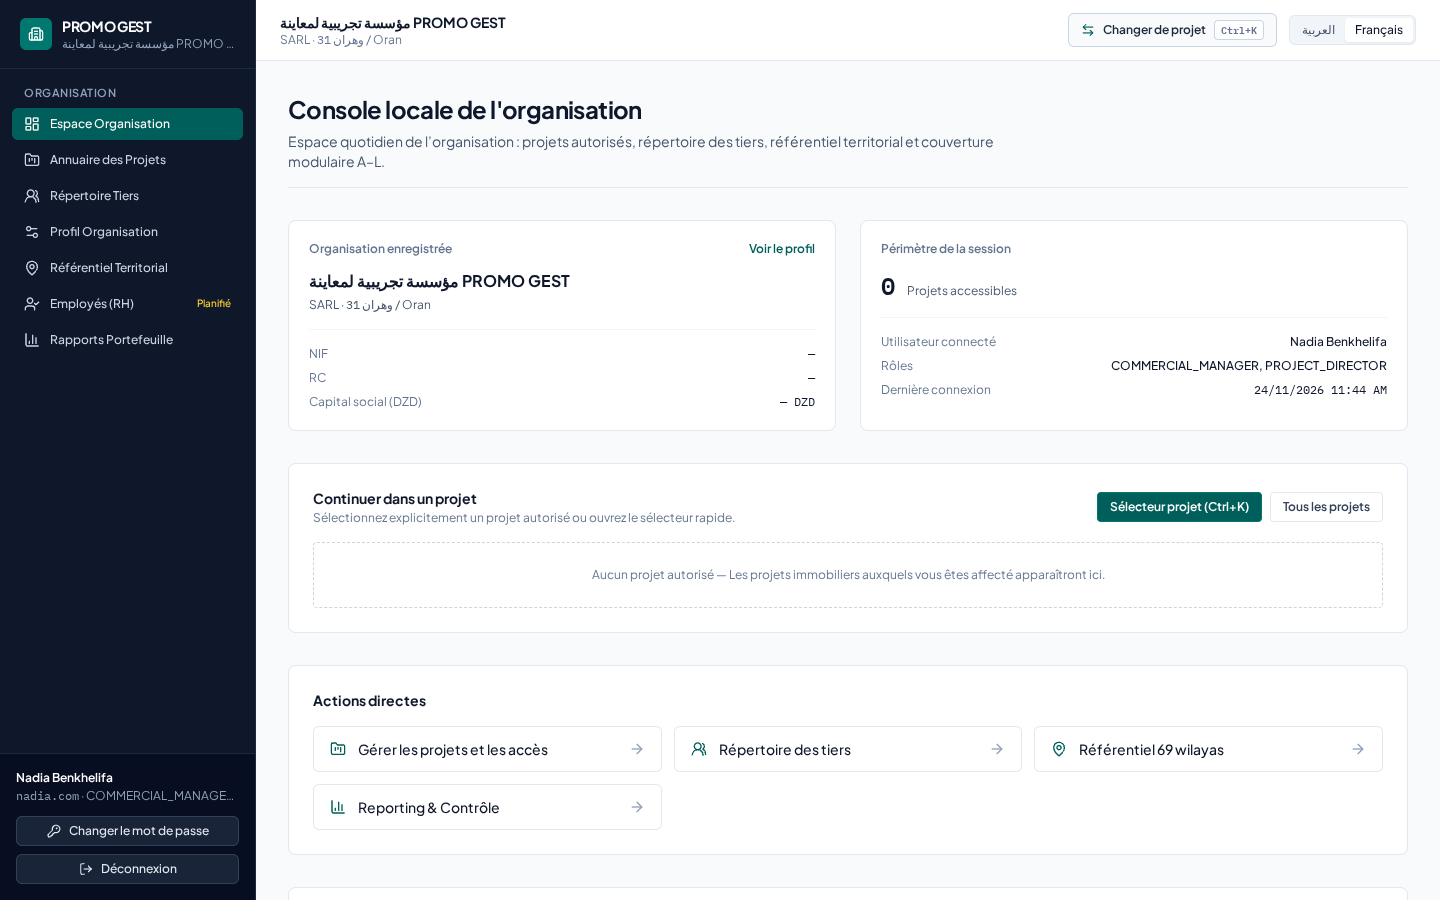 PROMO GEST
مؤسسة تجريبية لمعاينة PROMO ...
ORGANISATION
Espace Organisation
Annuaire des Projets
Répertoire Tiers
Profil Organisation
Référentiel Territorial
Employés (RH) Planifié
Rapports Portefeuille
Nadia Benkhelifa
nadia.com · COMMERCIAL_MANAGE...
Changer le mot de passe
Déconnexion
مؤسسة تجريبية لمعاينة PROMO GEST
SARL · 31 وهران / Oran
Changer de projet Ctrl+K
العربية Français
Console locale de l'organisation
Espace quotidien de l'organisation : projets autorisés, répertoire des tiers, référentiel territorial et couverture
modulaire A–L.
Organisation enregistrée Voir le profil
مؤسسة تجريبية لمعاينة PROMO GEST
SARL · 31 وهران / Oran
NIF —
RC —
Capital social (DZD) — DZD
Périmètre de la session
0 Projets accessibles
Utilisateur connecté Nadia Benkhelifa
Rôles COMMERCIAL_MANAGER, PROJECT_DIRECTOR
Dernière connexion 24/11/2026 11:44 AM
Continuer dans un projet
Sélectionnez explicitement un projet autorisé ou ouvrez le sélecteur rapide.
Sélecteur projet (Ctrl+K) Tous les projets
Aucun projet autorisé — Les projets immobiliers auxquels vous êtes affecté apparaîtront ici.
Actions directes
Gérer les projets et les accès
Répertoire des tiers
Référentiel 69 wilayas
Reporting & Contrôle